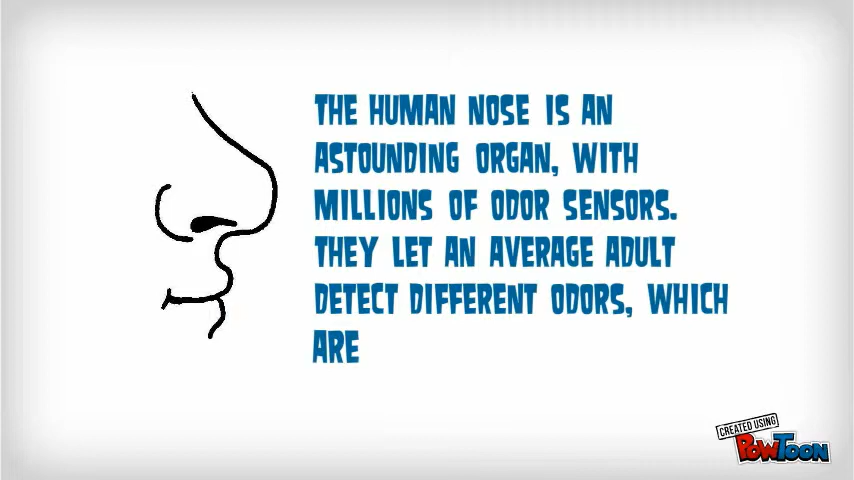 THE HUMAN NOSE IS AN
ASTOUNDING ORGAN, WITH
MILLIONS OF ODOR SENSORS.
THEY LET AN AVERAGE ADULT
DETECT DIFFERENT ODORS, WHICH
ARE
CREATED USING
POWTOON